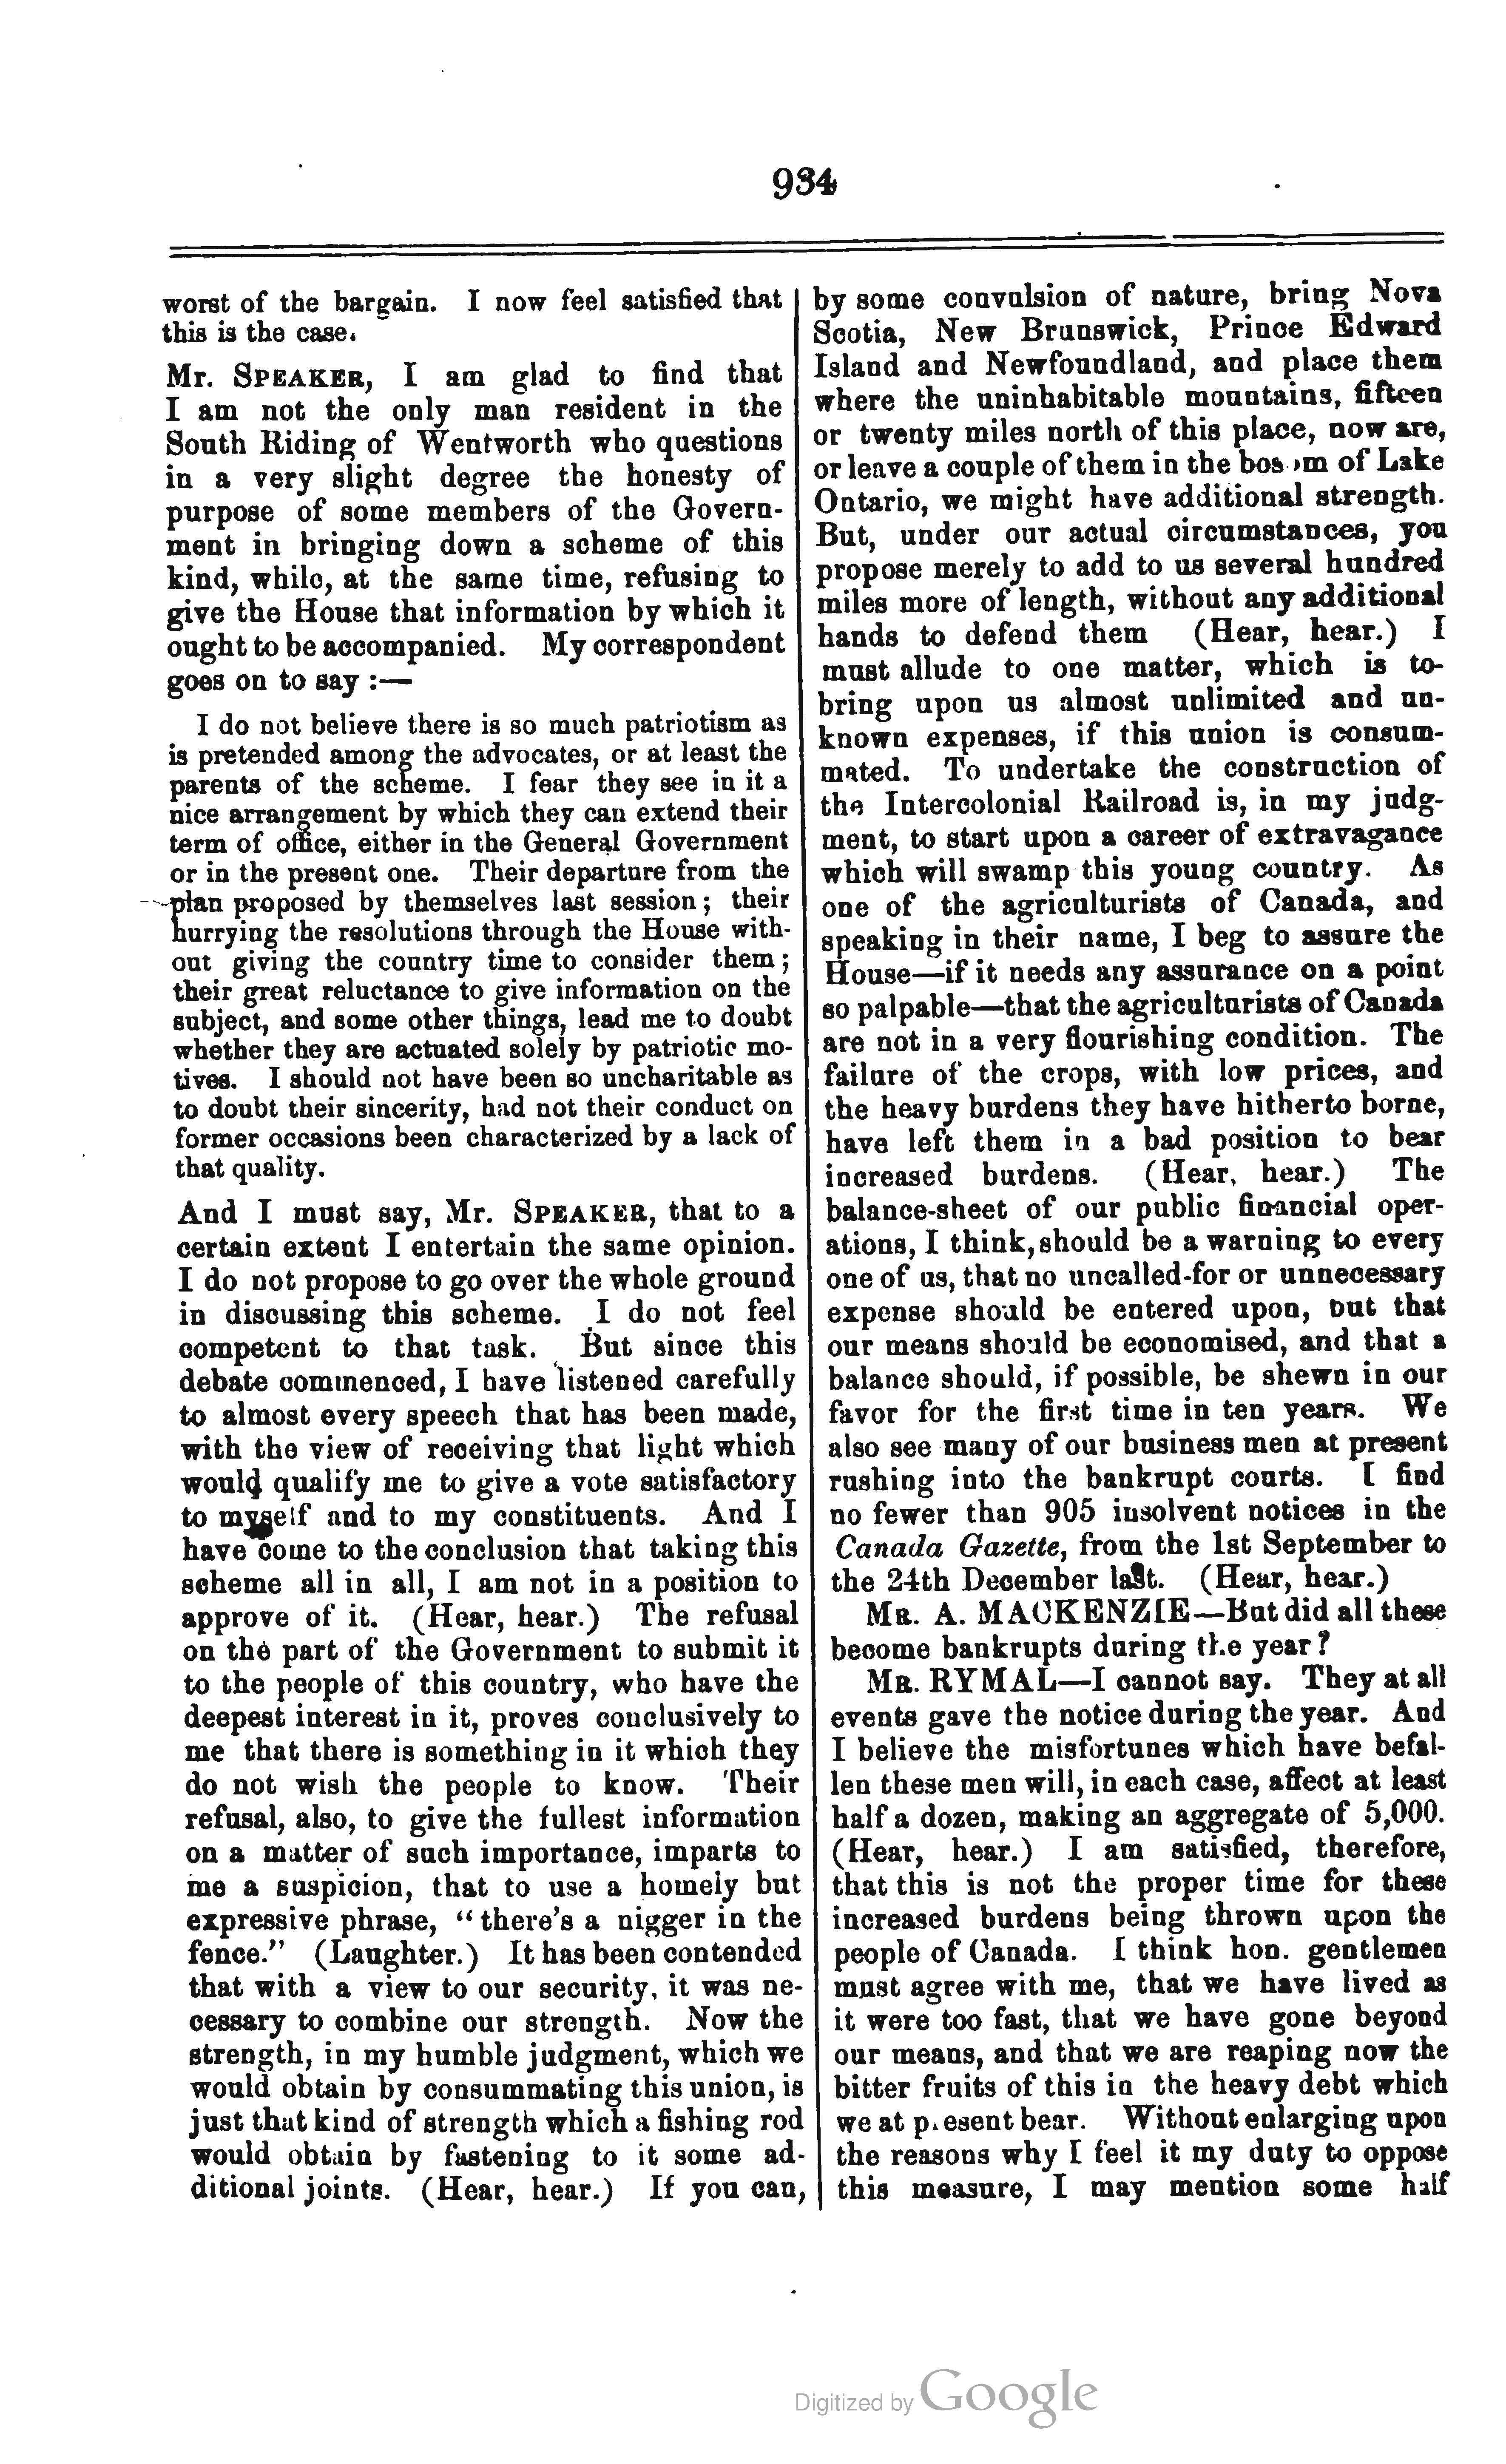 934
worst of the bargain. I now feel satisfied that
this is the case.
Mr. SPEAKER, I am glad to find that
I am not the only man resident in the
South Riding of Wentworth who questions
in a very slight degree the honesty of
purpose of some members of the Govern-
ment in bringing down a scheme of this
kind, while, at the same time, refusing to
give the House that information by which it
ought to be accompanied. My correspondent
goes on to say :—
I do not believe there is so much patriotism as
is pretended among the advocates, or at least the
parents of the scheme. I fear they see in it a
nice arrangement by which they can extend their
term of office, either in the General Government
or in the present one. Their departure from the
plan proposed by themselves last session; their
hurrying the resolutions through the House with-
out giving the country time to consider them;
their great reluctance to give information on the
subject, and some other things, lead me to doubt
whether they are actuated solely by patriotic mo-
tives. I should not have been so uncharitable as
to doubt their sincerity, had not their conduct on
former occasions been characterized by a lack of
that quality.
And I must say, Mr. SPEAKER, that to a
certain extent I entertain the same opinion.
I do not propose to go over the whole ground
in discussing this scheme. I do not feel
competent to that task. But since this
debate commenced, I have listened carefully
to almost every speech that has been made,
with the view of receiving that light which
would qualify me to give a vote satisfactory
to myself and to my constituents. And I
have come to the conclusion that taking this
scheme all in all, I am not in a position to
approve of it. (Hear, hear.) The refusal
on the part of the Government to submit it
to the people of this country, who have the
deepest interest in it, proves conclusively to
me that there is something in it which they
do not wish the people to know. Their
refusal, also, to give the fullest information
on a matter of such importance, imparts to
me a suspicion, that to use a homely but
expressive phrase, "there's a nigger in the
fence." (Laughter.) It has been contended
that with a view to our security, it was ne-
cessary to combine our strength. Now the
strength, in my humble judgment, which we
would obtain by consummating this union, is
just that kind of strength which a fishing rod
would obtain by fastening to it some ad-
ditional joints. (Hear, hear.) If you can,
by some convulsion of nature, bring Nova
Scotia, New Brunswick, Prince Edward
Island and Newfoundland, and place them
where the uninhabitable mountains, fifteen
or twenty miles north of this place, now are,
or leave a couple of them in the bosom of Lake
Ontario, we might have additional strength.
But, under our actual circumstances, you
propose merely to add to us several hundred
miles more of length, without any additional
hands to defend them (Hear, hear.) I
must allude to one matter, which is to-
bring upon us almost unlimited and un-
known expenses, if this union is consum-
mated. To undertake the construction of
the Intercolonial Railroad is, in my judg-
ment, to start upon a career of extravagance
which will swamp this young country. As
one of the agriculturists of Canada, and
speaking in their name, I beg to assure the
House—if it needs any assurance on a point
so palpable—that the agriculturists of Canada
are not in a very flourishing condition. The
failure of the crops, with low prices, and
the heavy burdens they have hitherto borne,
have left them in a bad position to bear
increased burdens. (Hear, hear.) The
balance-sheet of our public financial oper-
ations, I think, should be a warning to every
one of us, that no uncalled-for or unnecessary
expense should be entered upon, but that
our means should be economised, and that a
balance should, if possible, be shewn in our
favor for the first time in ten years. We
also see many of our business men at present
rushing into the bankrupt courts. I find
no fewer than 905 insolvent notices in the
Canada Gazette, from the 1st September to
the 24th December last. (Hear, hear.)
MR. A. MACKENZIE—But did all these
become bankrupts during the year?
MR. RYMAL—I cannot say. They at all
events gave the notice during the year. And
I believe the misfortunes which have befal-
len these men will, in each case, affect at least
half a dozen, making an aggregate of 5,000.
(Hear, hear.) I am satisfied, therefore,
that this is not the proper time for these
increased burdens being thrown upon the
people of Canada. I think hon. gentlemen
must agree with me, that we have lived as
it were too fast, that we have gone beyond
our means, and that we are reaping now the
bitter fruits of this in the heavy debt which
we at present bear. Without enlarging upon
the reasons why I feel it my duty to oppose
this measure, I may mention some half
Digitized by Google